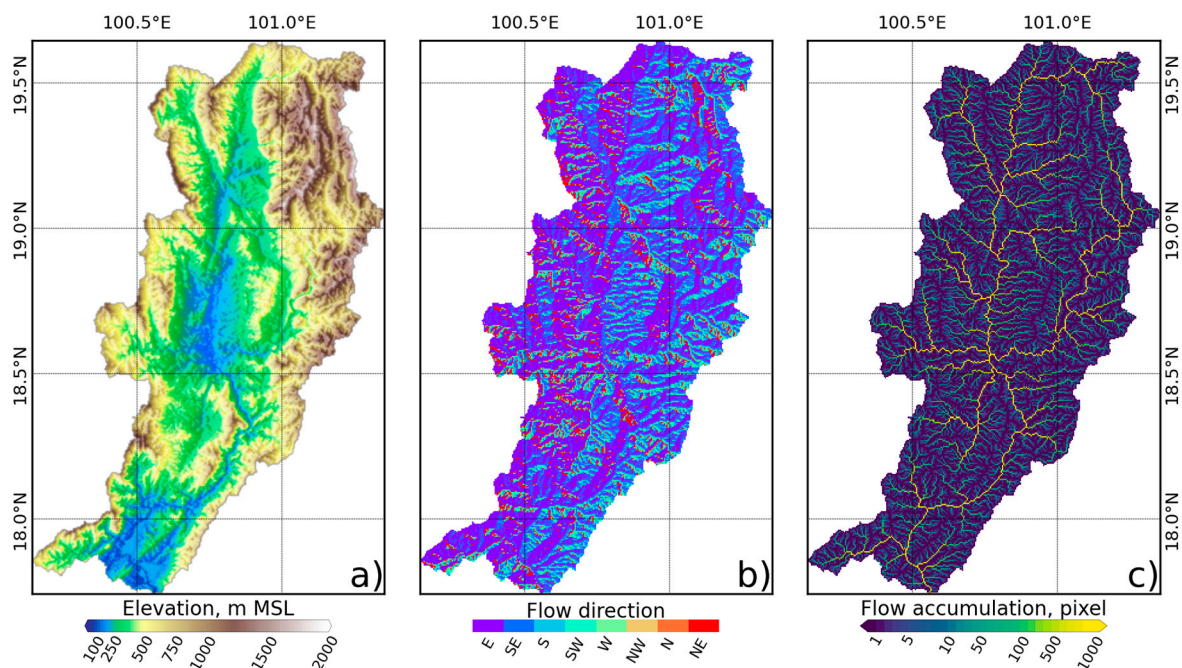 100.5°E 101.0°E 100.5°E 101.0°E 100.5°E 101.0°E
19.5°N 19.5°N
19.0°N 19.0°N
18.5°N 18.5°N
18.0°N 18.0°N
a) b) c)
Elevation, m MSL Flow direction Flow accumulation, pixel
100 250 500 750 1000 1500 2000 E SE S SW W NW N NE 1 5 10 50 100 500 1000